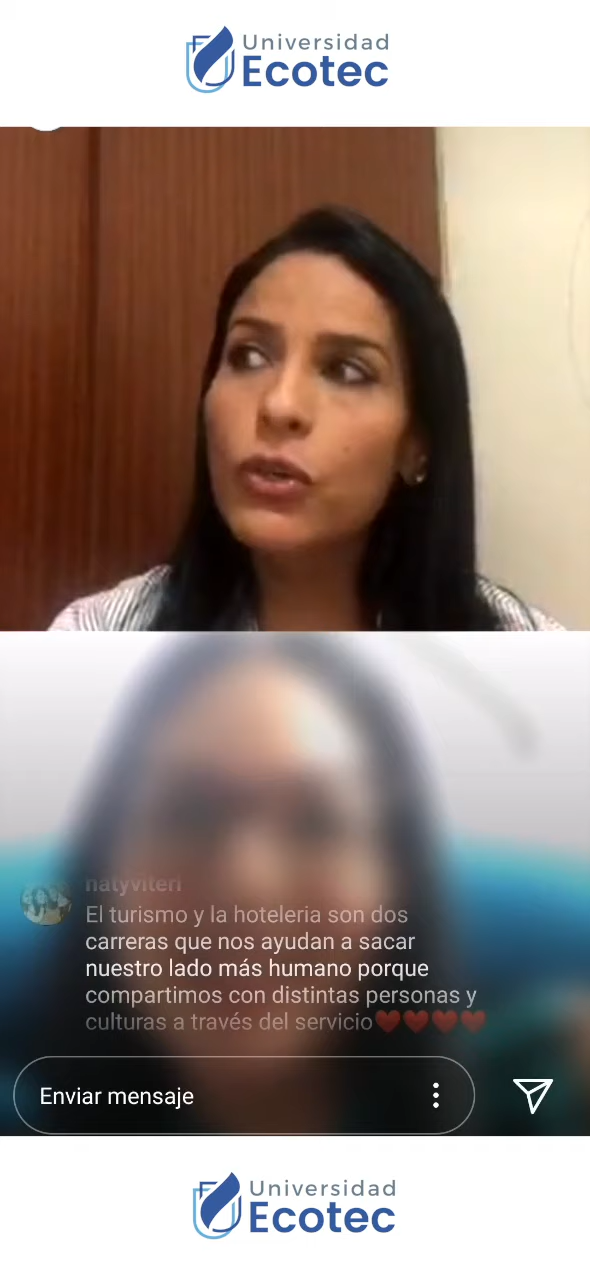 Universidad
Ecotec
natyviteri
El turismo y la hoteleria son dos
carreras que nos ayudan a sacar
nuestro lado más humano porque
compartimos con distintas personas y
culturas a través del servicio❤❤❤❤
Enviar mensaje
Universidad
Ecotec